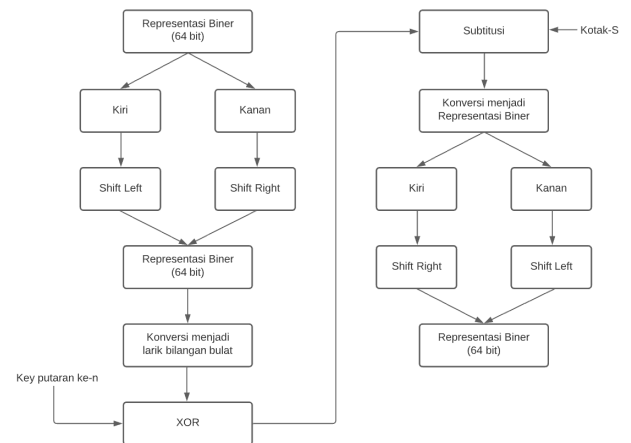 Representasi Biner
(64 bit)
Kiri
Kanan
Shift Left
Shift Right
Representasi Biner
(64 bit)
Konversi menjadi
larik bilangan bulat
Key putaran ke-n
XOR
Subtitusi
Kotak-S
Konversi menjadi
Representasi Biner
Kiri
Kanan
Shift Right
Shift Left
Representasi Biner
(64 bit)